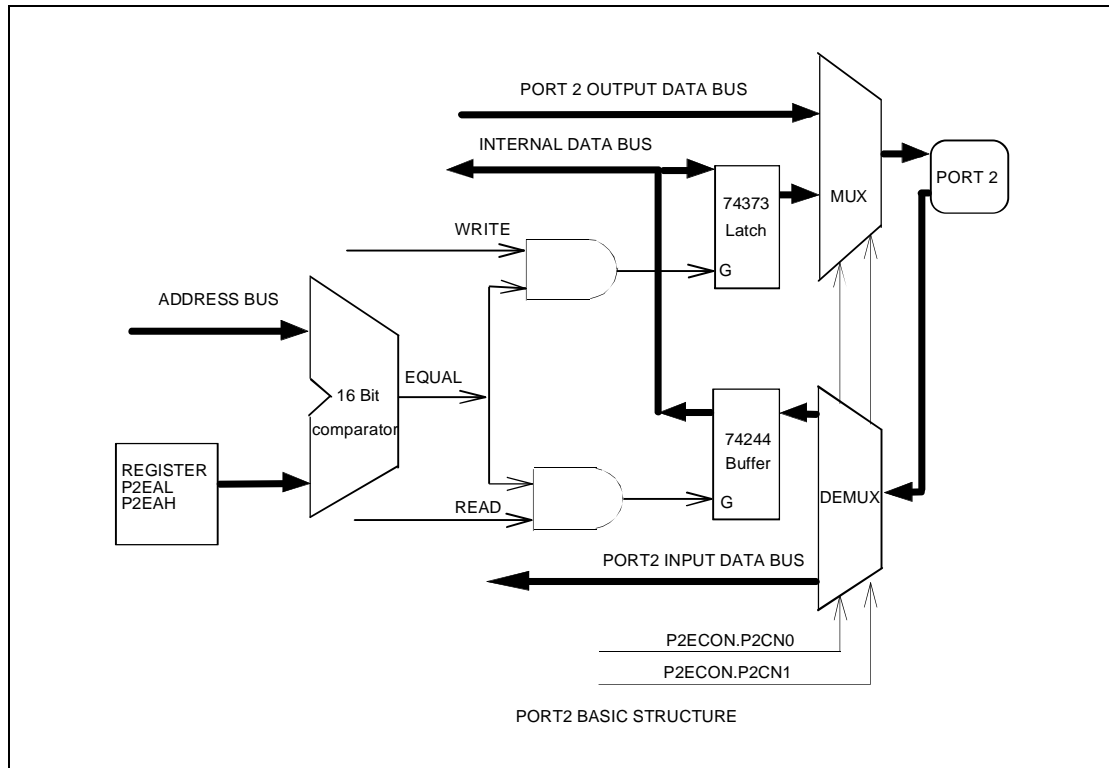 PORT 2 OUTPUT DATA BUS
INTERNAL DATA BUS
PORT 2
MUX
74373
Latch
G
WRITE
ADDRESS BUS
EQUAL
16 Bit
comparator
REGISTER
P2EAL
P2EAH
74244
Buffer
G
DEMUX
READ
PORT2 INPUT DATA BUS
P2ECON.P2CN0
P2ECON.P2CN1
PORT2 BASIC STRUCTURE